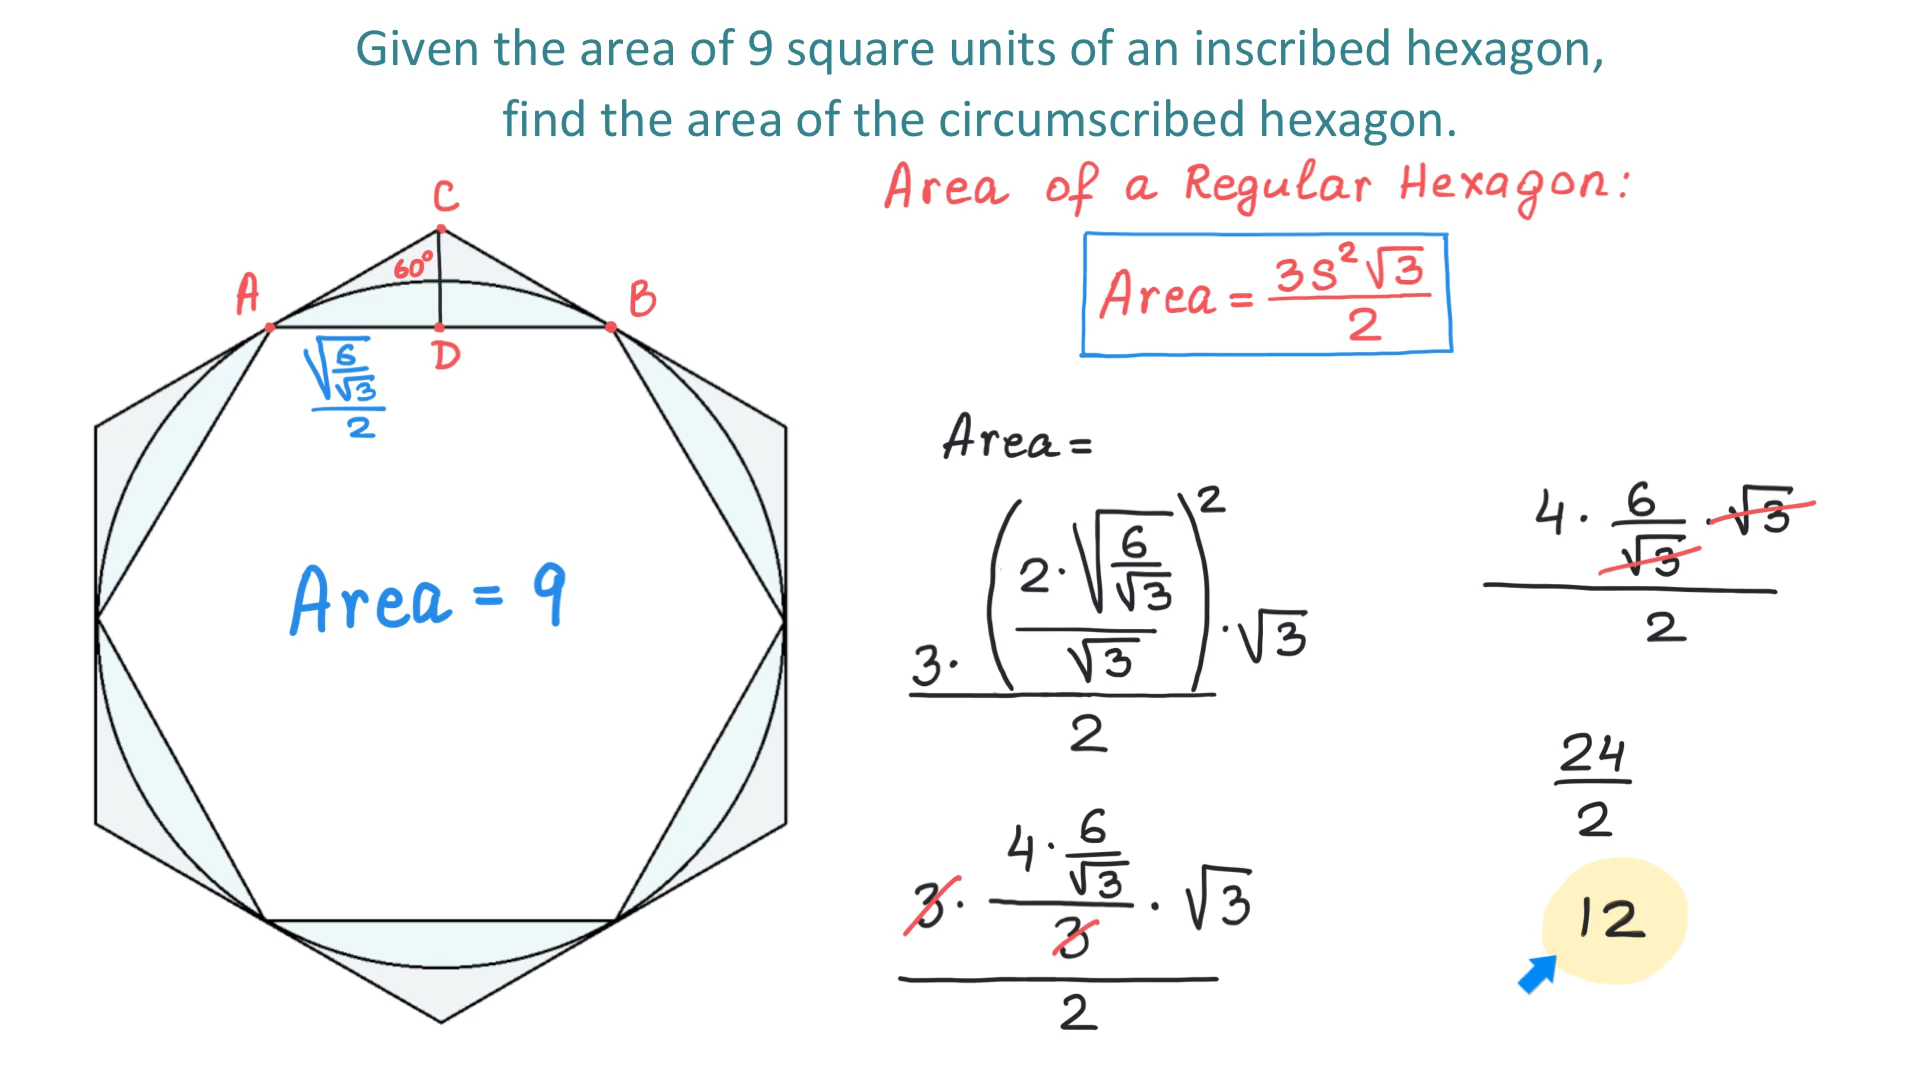 Given the area of 9 square units of an inscribed hexagon,
find the area of the circumscribed hexagon.
Area of a Regular Hexagon:
Area = 3S²√3 / 2
C
60°
A
B
D
√(6/√3) / 2
Area = 9
Area =
3 · (2 · √(6/√3) / √3)² · √3 / 2
3 · (4 · 6/√3) / 3 · √3 / 2
4 · 6/√3 · √3 / 2
24 / 2
12